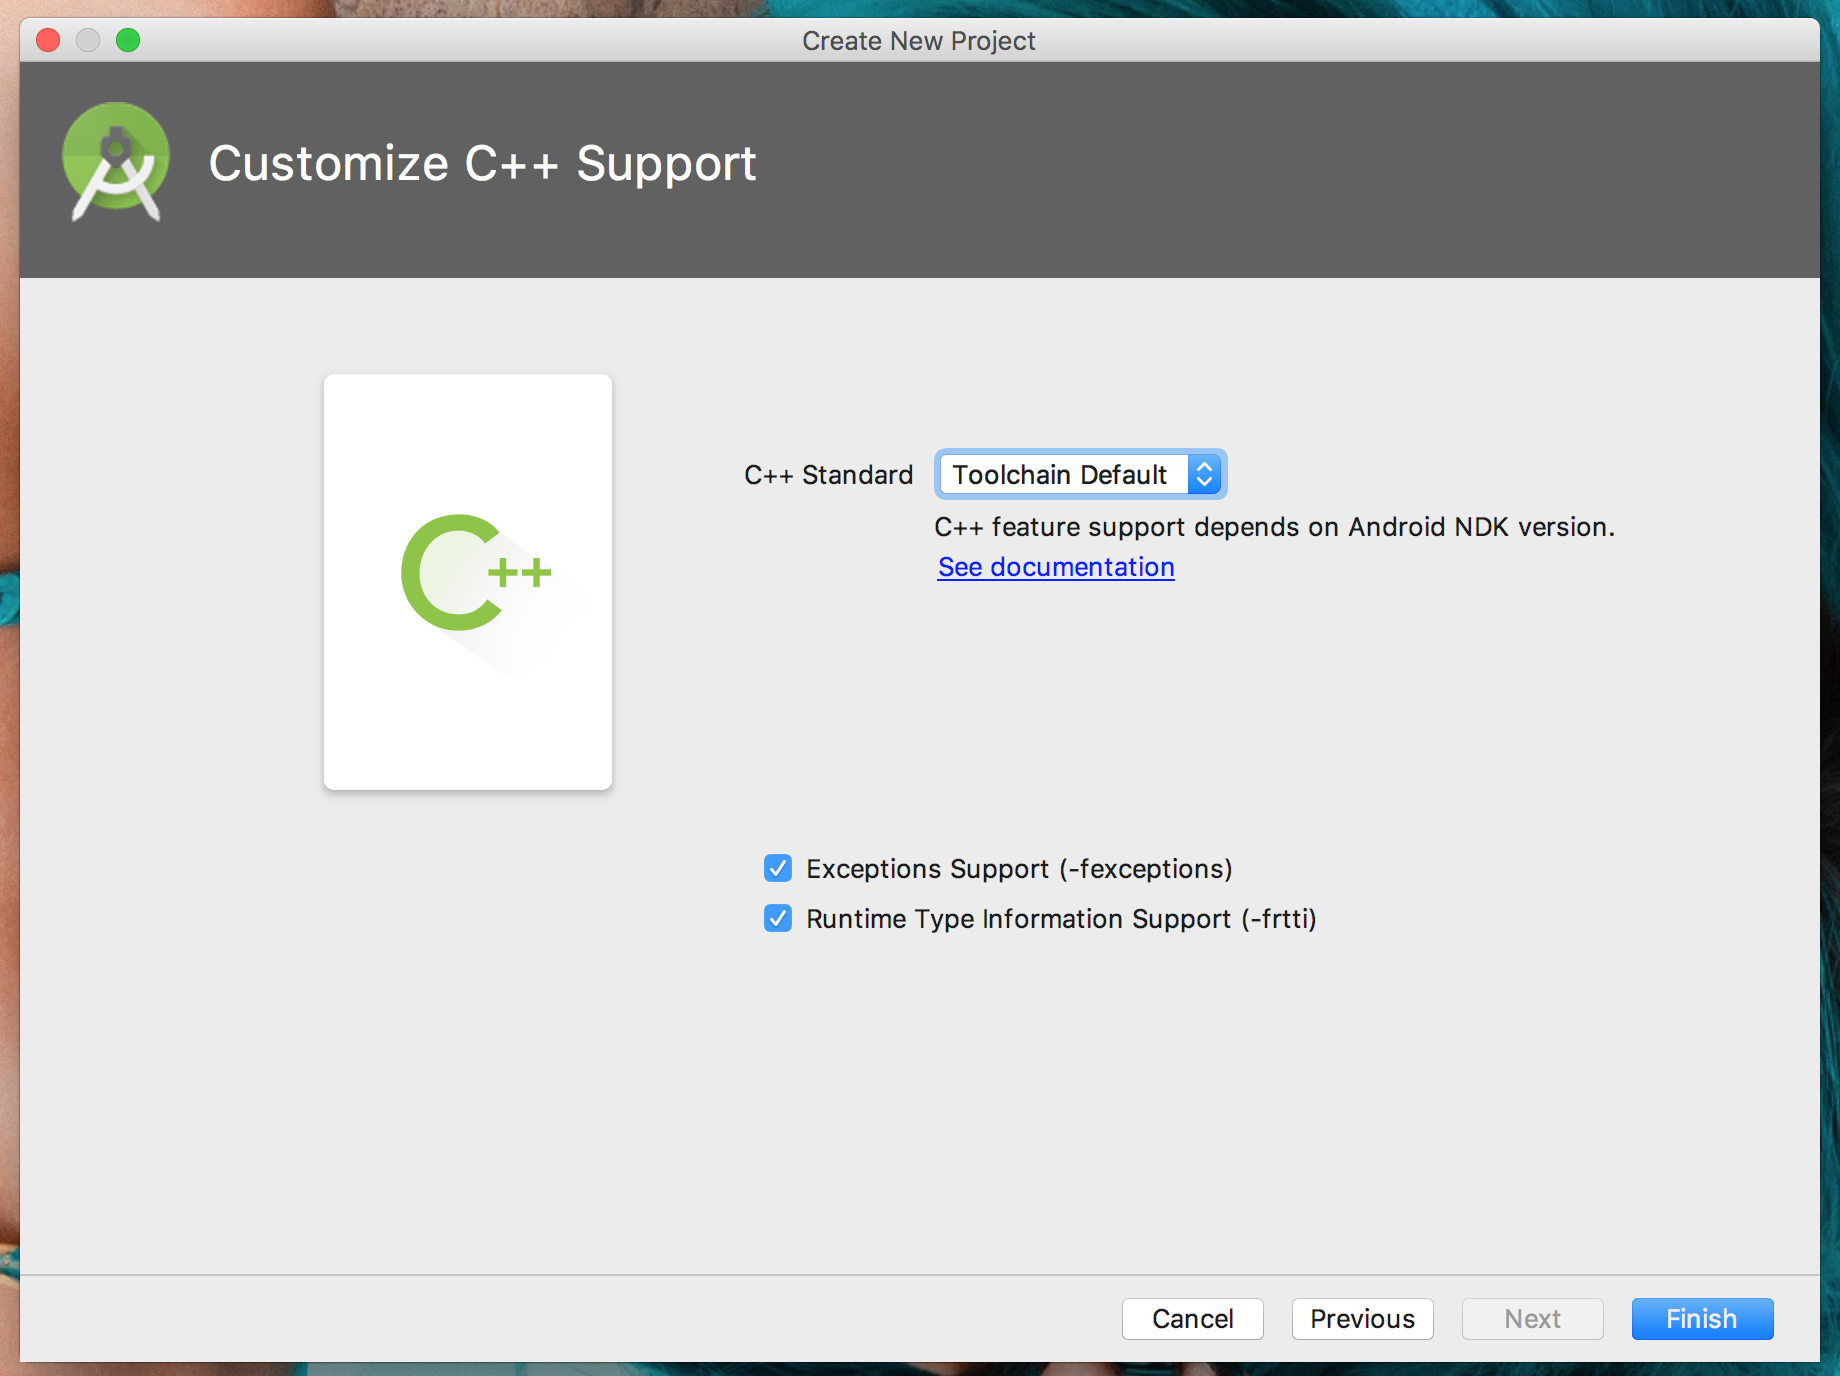 Create New Project
Customize C++ Support
C++
C++ Standard Toolchain Default
C++ feature support depends on Android NDK version.
See documentation
Exceptions Support (-fexceptions)
Runtime Type Information Support (-frtti)
Cancel Previous Next Finish